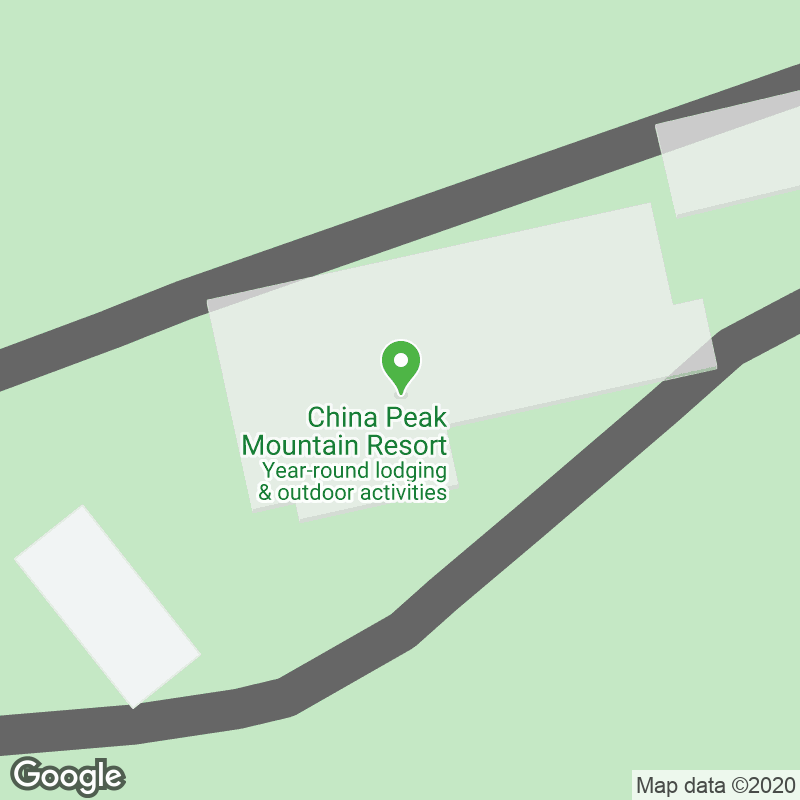 China Peak
Mountain Resort
Year-round lodging
& outdoor activities
Google
Map data ©2020